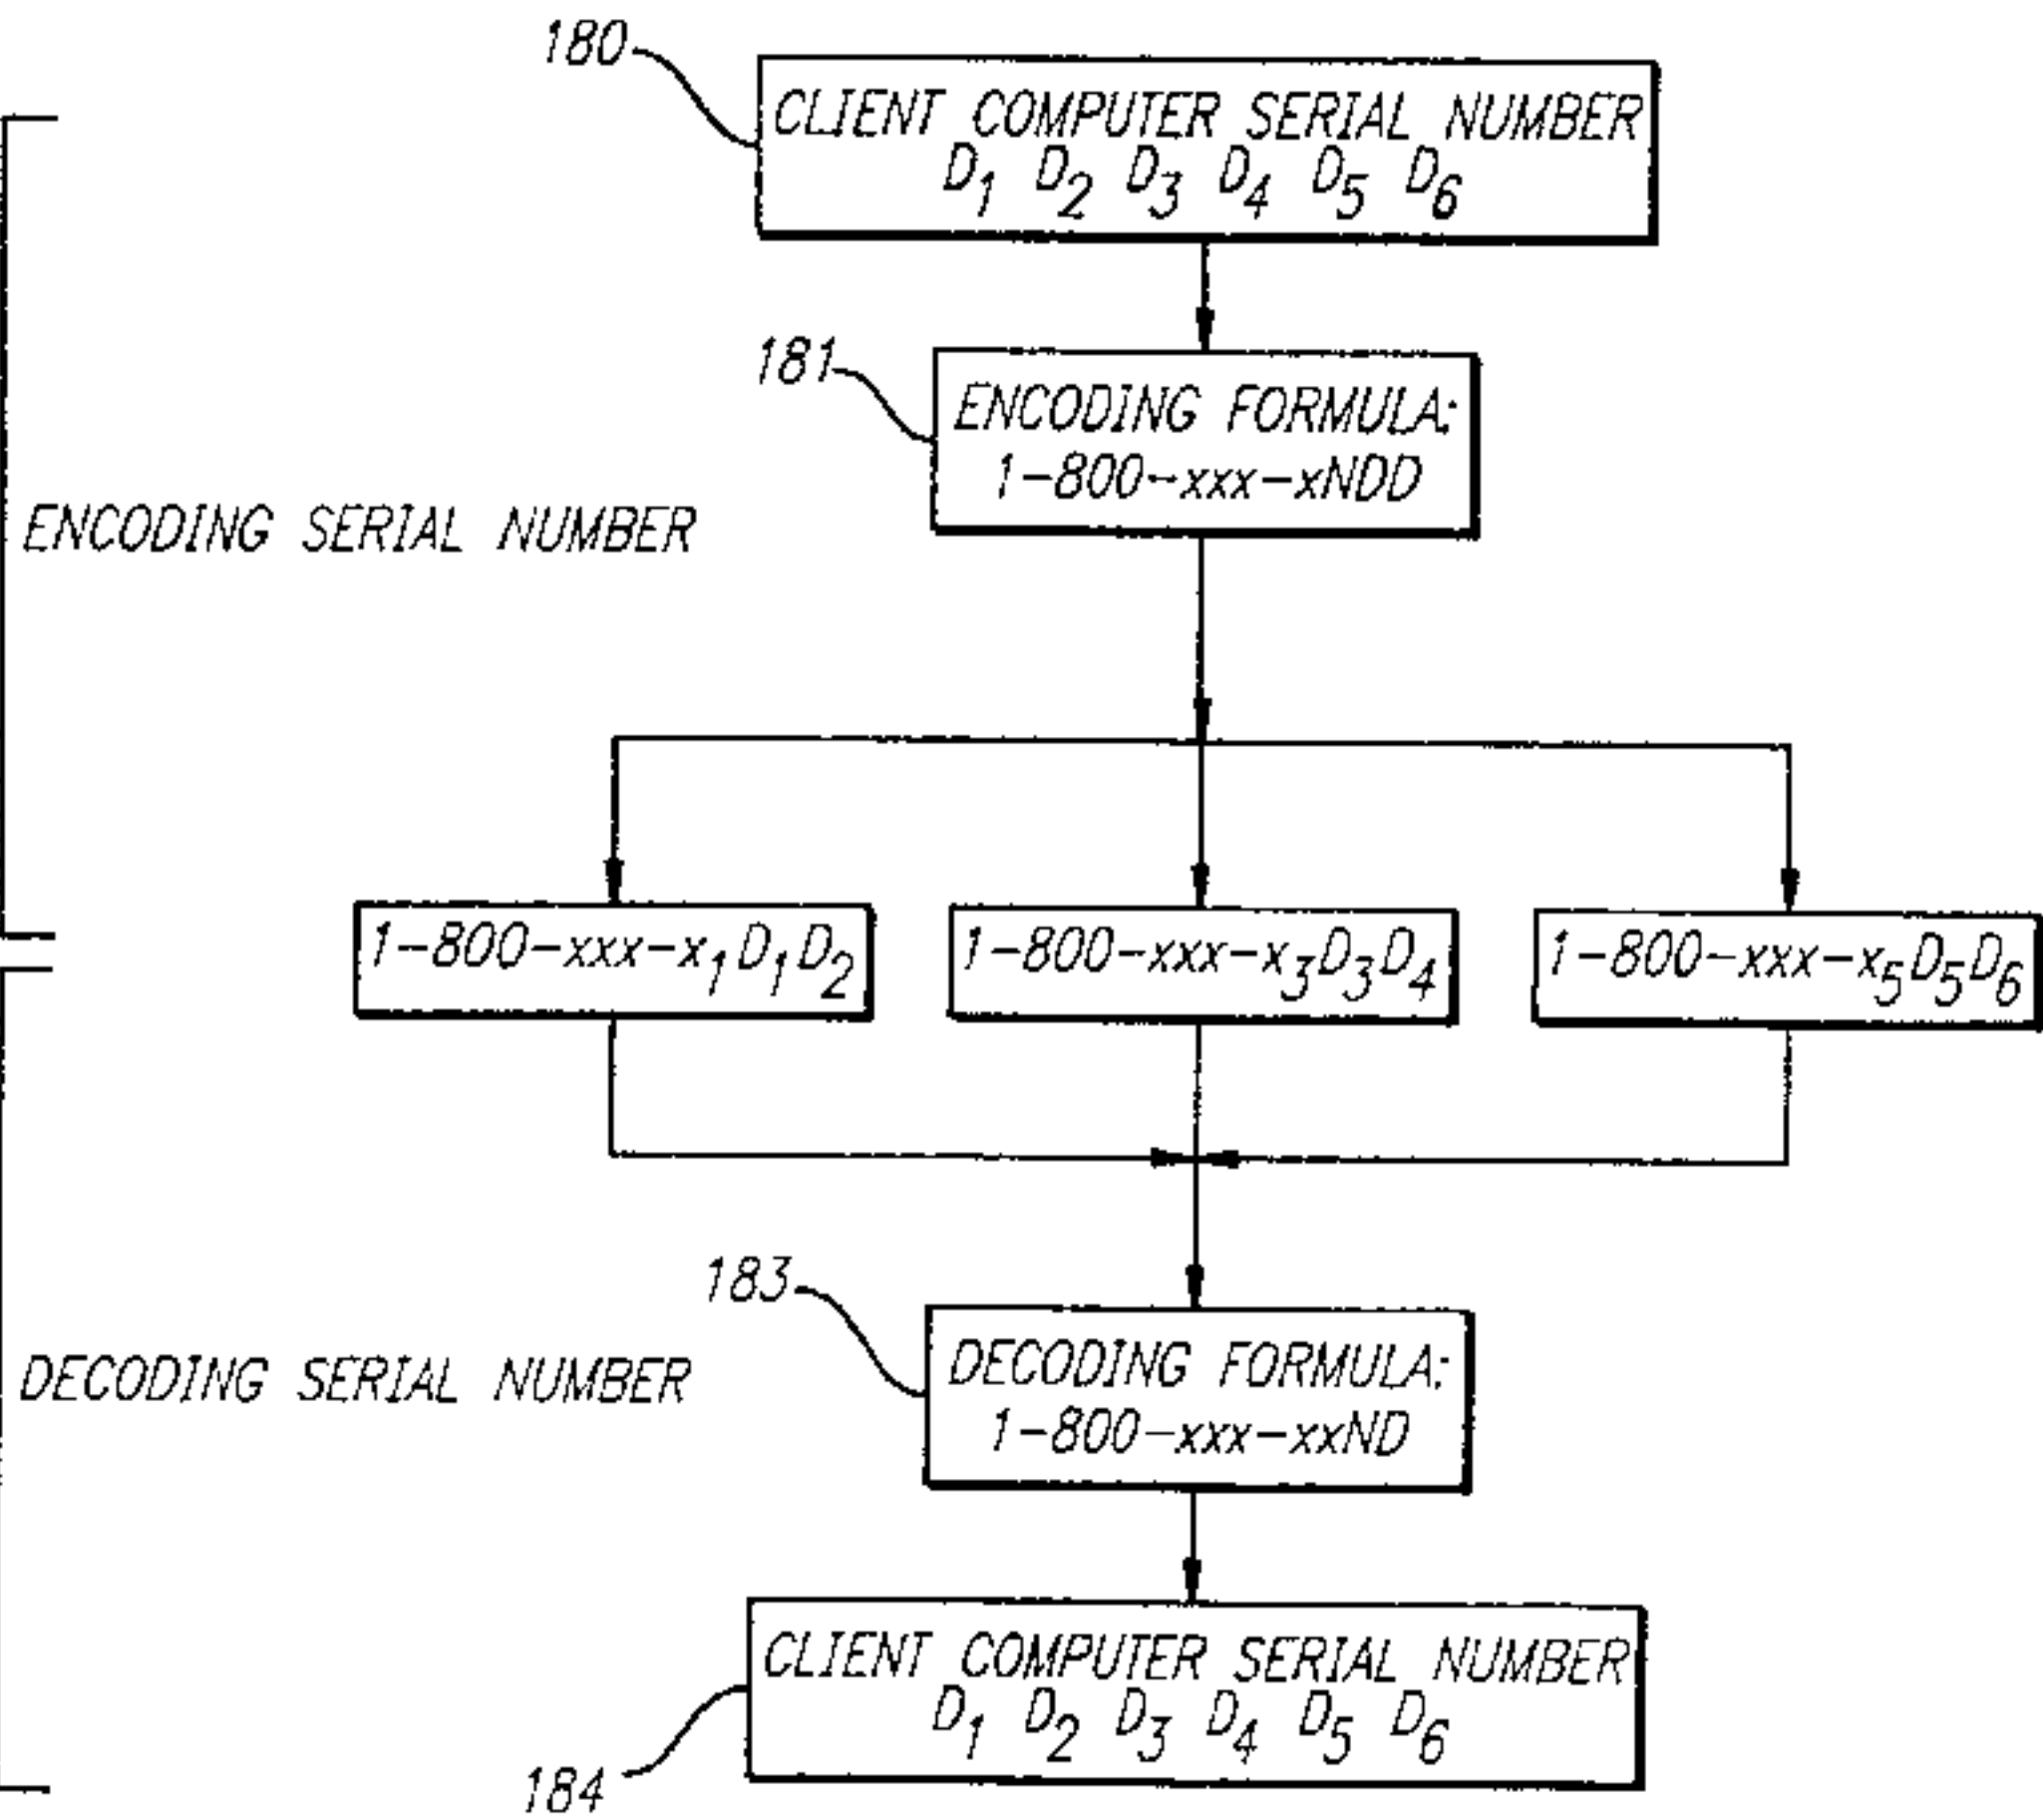 180
CLIENT COMPUTER SERIAL NUMBER
D1 D2 D3 D4 D5 D6
181
ENCODING FORMULA:
1-800-xxx-xNDD
ENCODING SERIAL NUMBER
1-800-xxx-x1D1D2
1-800-xxx-x3D3D4
1-800-xxx-x5D5D6
183
DECODING FORMULA:
1-800-xxx-xxND
DECODING SERIAL NUMBER
CLIENT COMPUTER SERIAL NUMBER
D1 D2 D3 D4 D5 D6
184